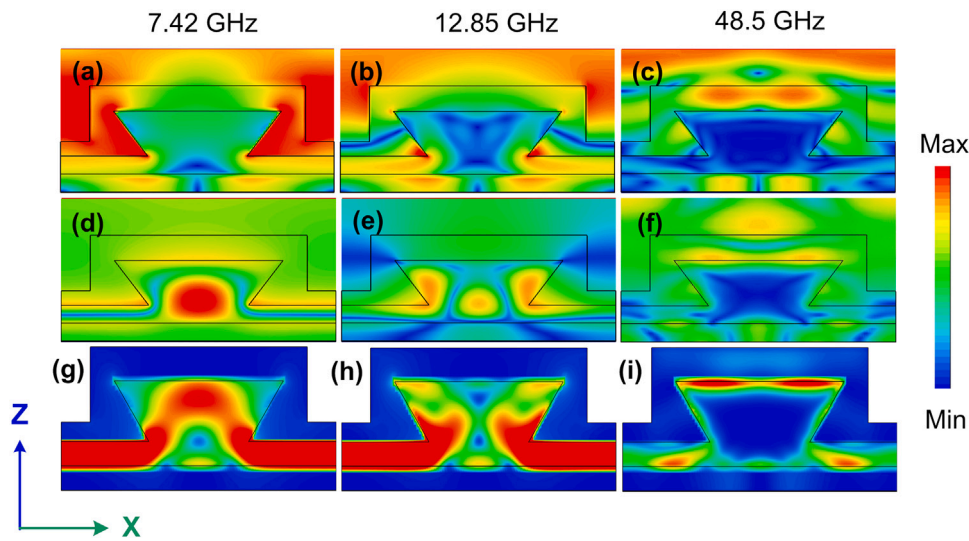 7.42 GHz 12.85 GHz 48.5 GHz
(a) (b) (c)
Max
(d) (e) (f)
(g) (h) (i)
Min
Z
X